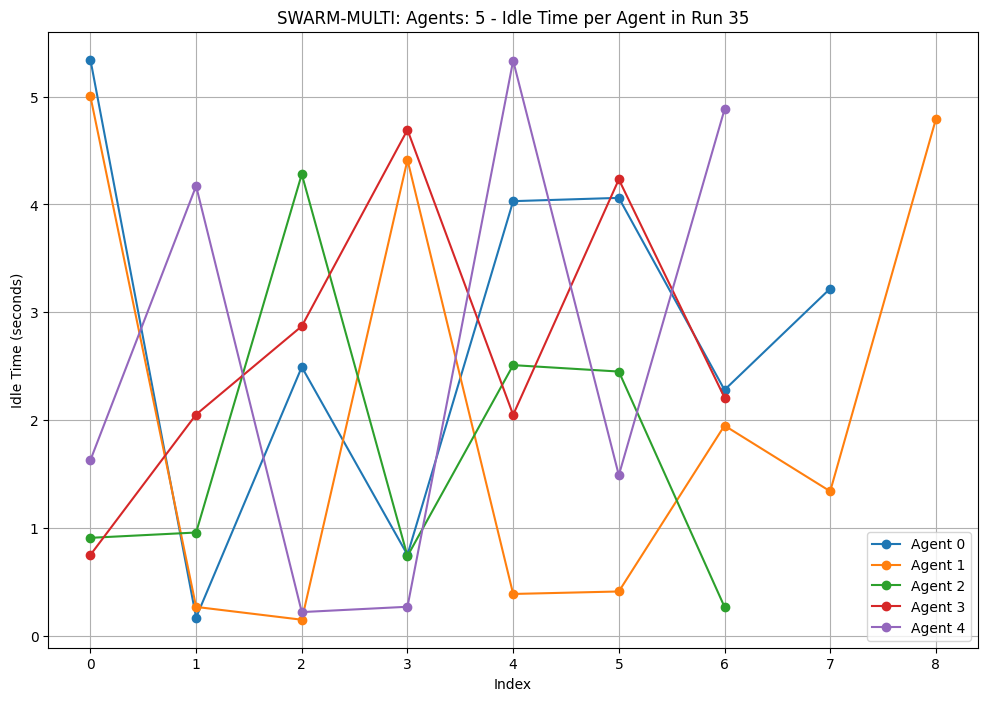 SWARM-MULTI: Agents: 5 - Idle Time per Agent in Run 35
Idle Time (seconds)
5
4
3
2
1
0
0 1 2 3 4 5 6 7 8
Index
Agent 0
Agent 1
Agent 2
Agent 3
Agent 4